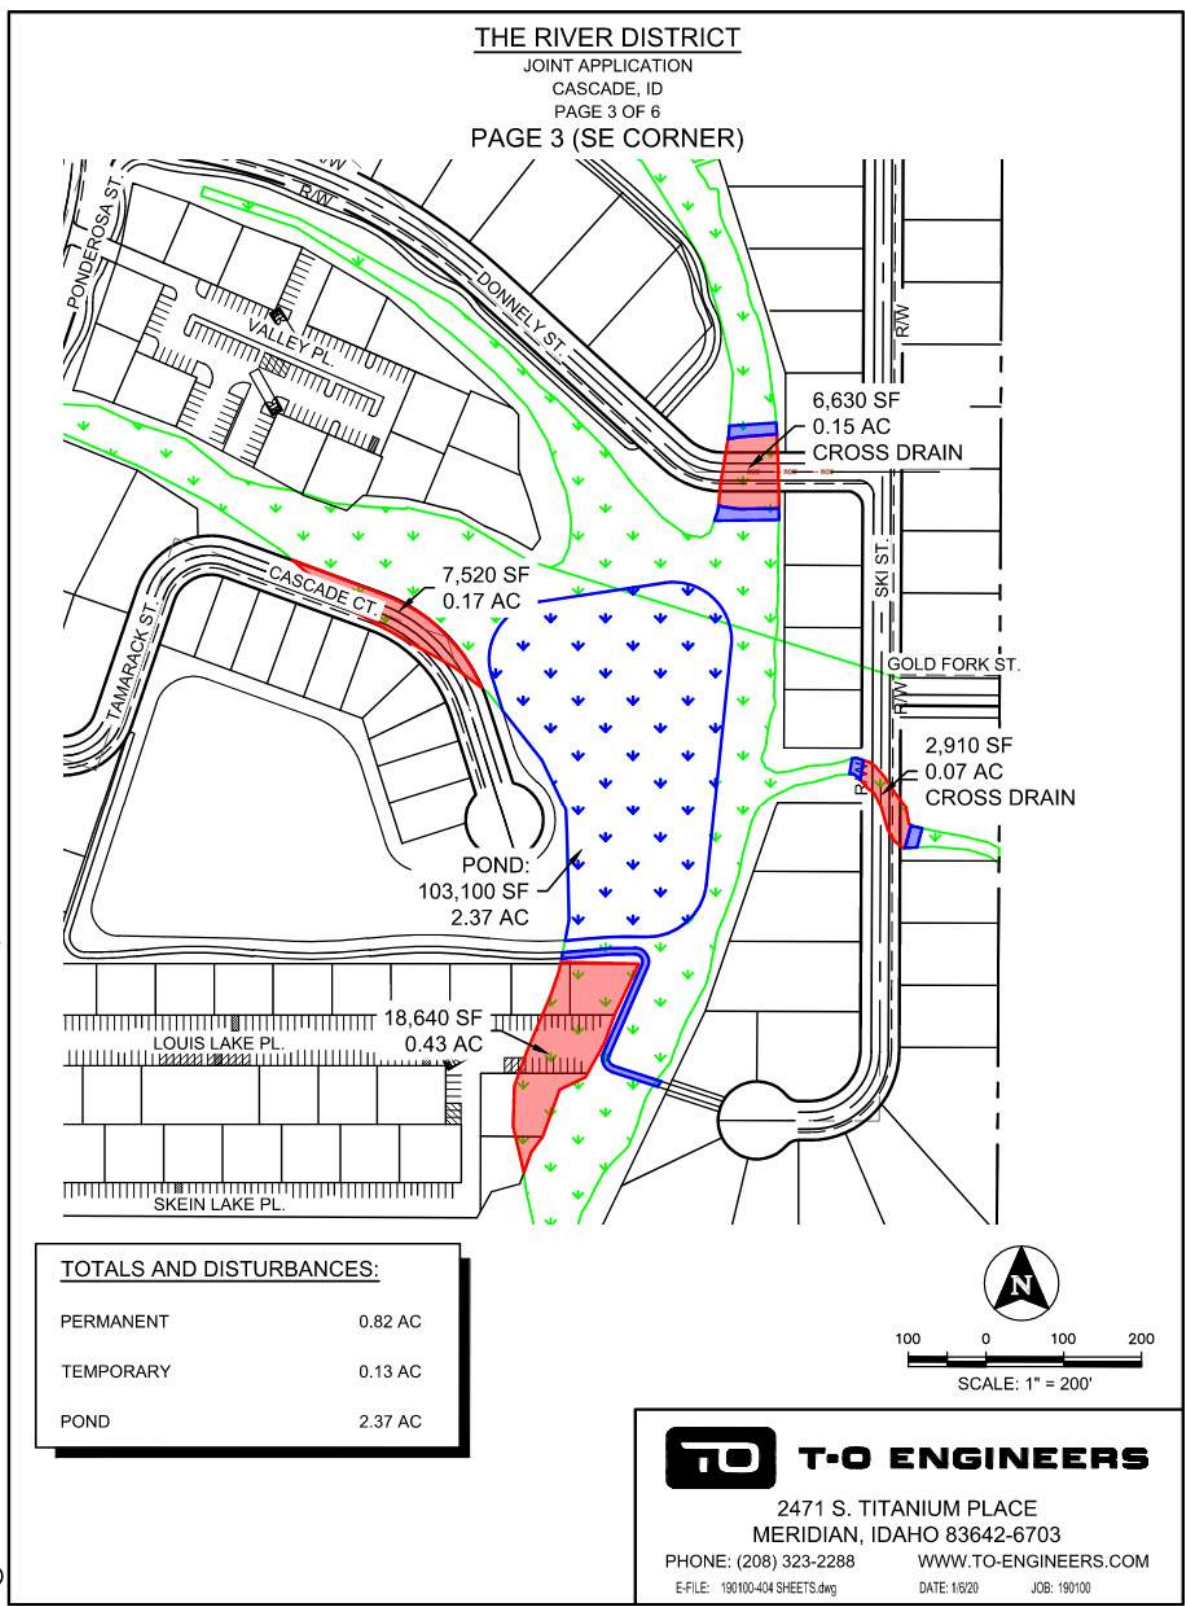 THE RIVER DISTRICT
JOINT APPLICATION
CASCADE, ID
PAGE 3 OF 6
PAGE 3 (SE CORNER)
R/W
R/W
PONDEROSA ST.
DONNELY ST.
VALLEY PL.
R/W
6,630 SF
0.15 AC
CROSS DRAIN
CASCADE CT.
7,520 SF
0.17 AC
SKI ST.
TAMARACK ST.
GOLD FORK ST.
R/W
2,910 SF
0.07 AC
CROSS DRAIN
R/W
POND:
103,100 SF
2.37 AC
18,640 SF
0.43 AC
LOUIS LAKE PL.
SKEIN LAKE PL.
TOTALS AND DISTURBANCES:
PERMANENT 0.82 AC
TEMPORARY 0.13 AC
POND 2.37 AC
N
100 0 100 200
SCALE: 1" = 200'
TO T-O ENGINEERS
2471 S. TITANIUM PLACE
MERIDIAN, IDAHO 83642-6703
PHONE: (208) 323-2288 WWW.TO-ENGINEERS.COM
E-FILE: 190100-404 SHEETS.dwg DATE: 1/6/20 JOB: 190100